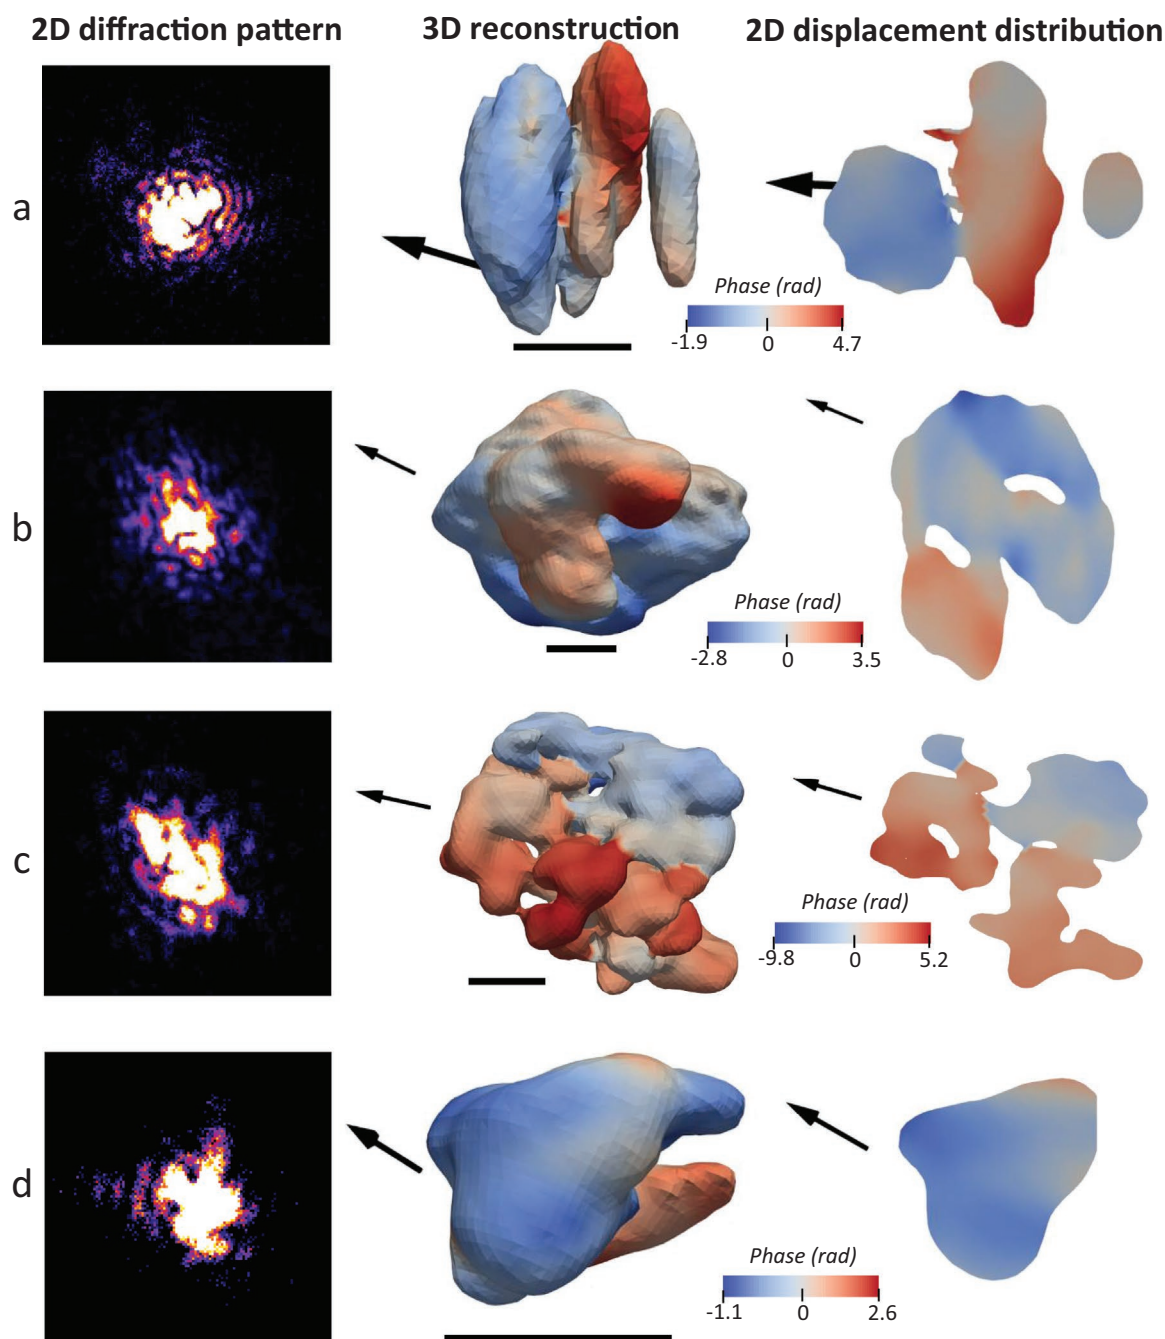 2D diffraction pattern 3D reconstruction 2D displacement distribution
a
Phase (rad)
-1.9 0 4.7
b
Phase (rad)
-2.8 0 3.5
c
Phase (rad)
-9.8 0 5.2
d
Phase (rad)
-1.1 0 2.6